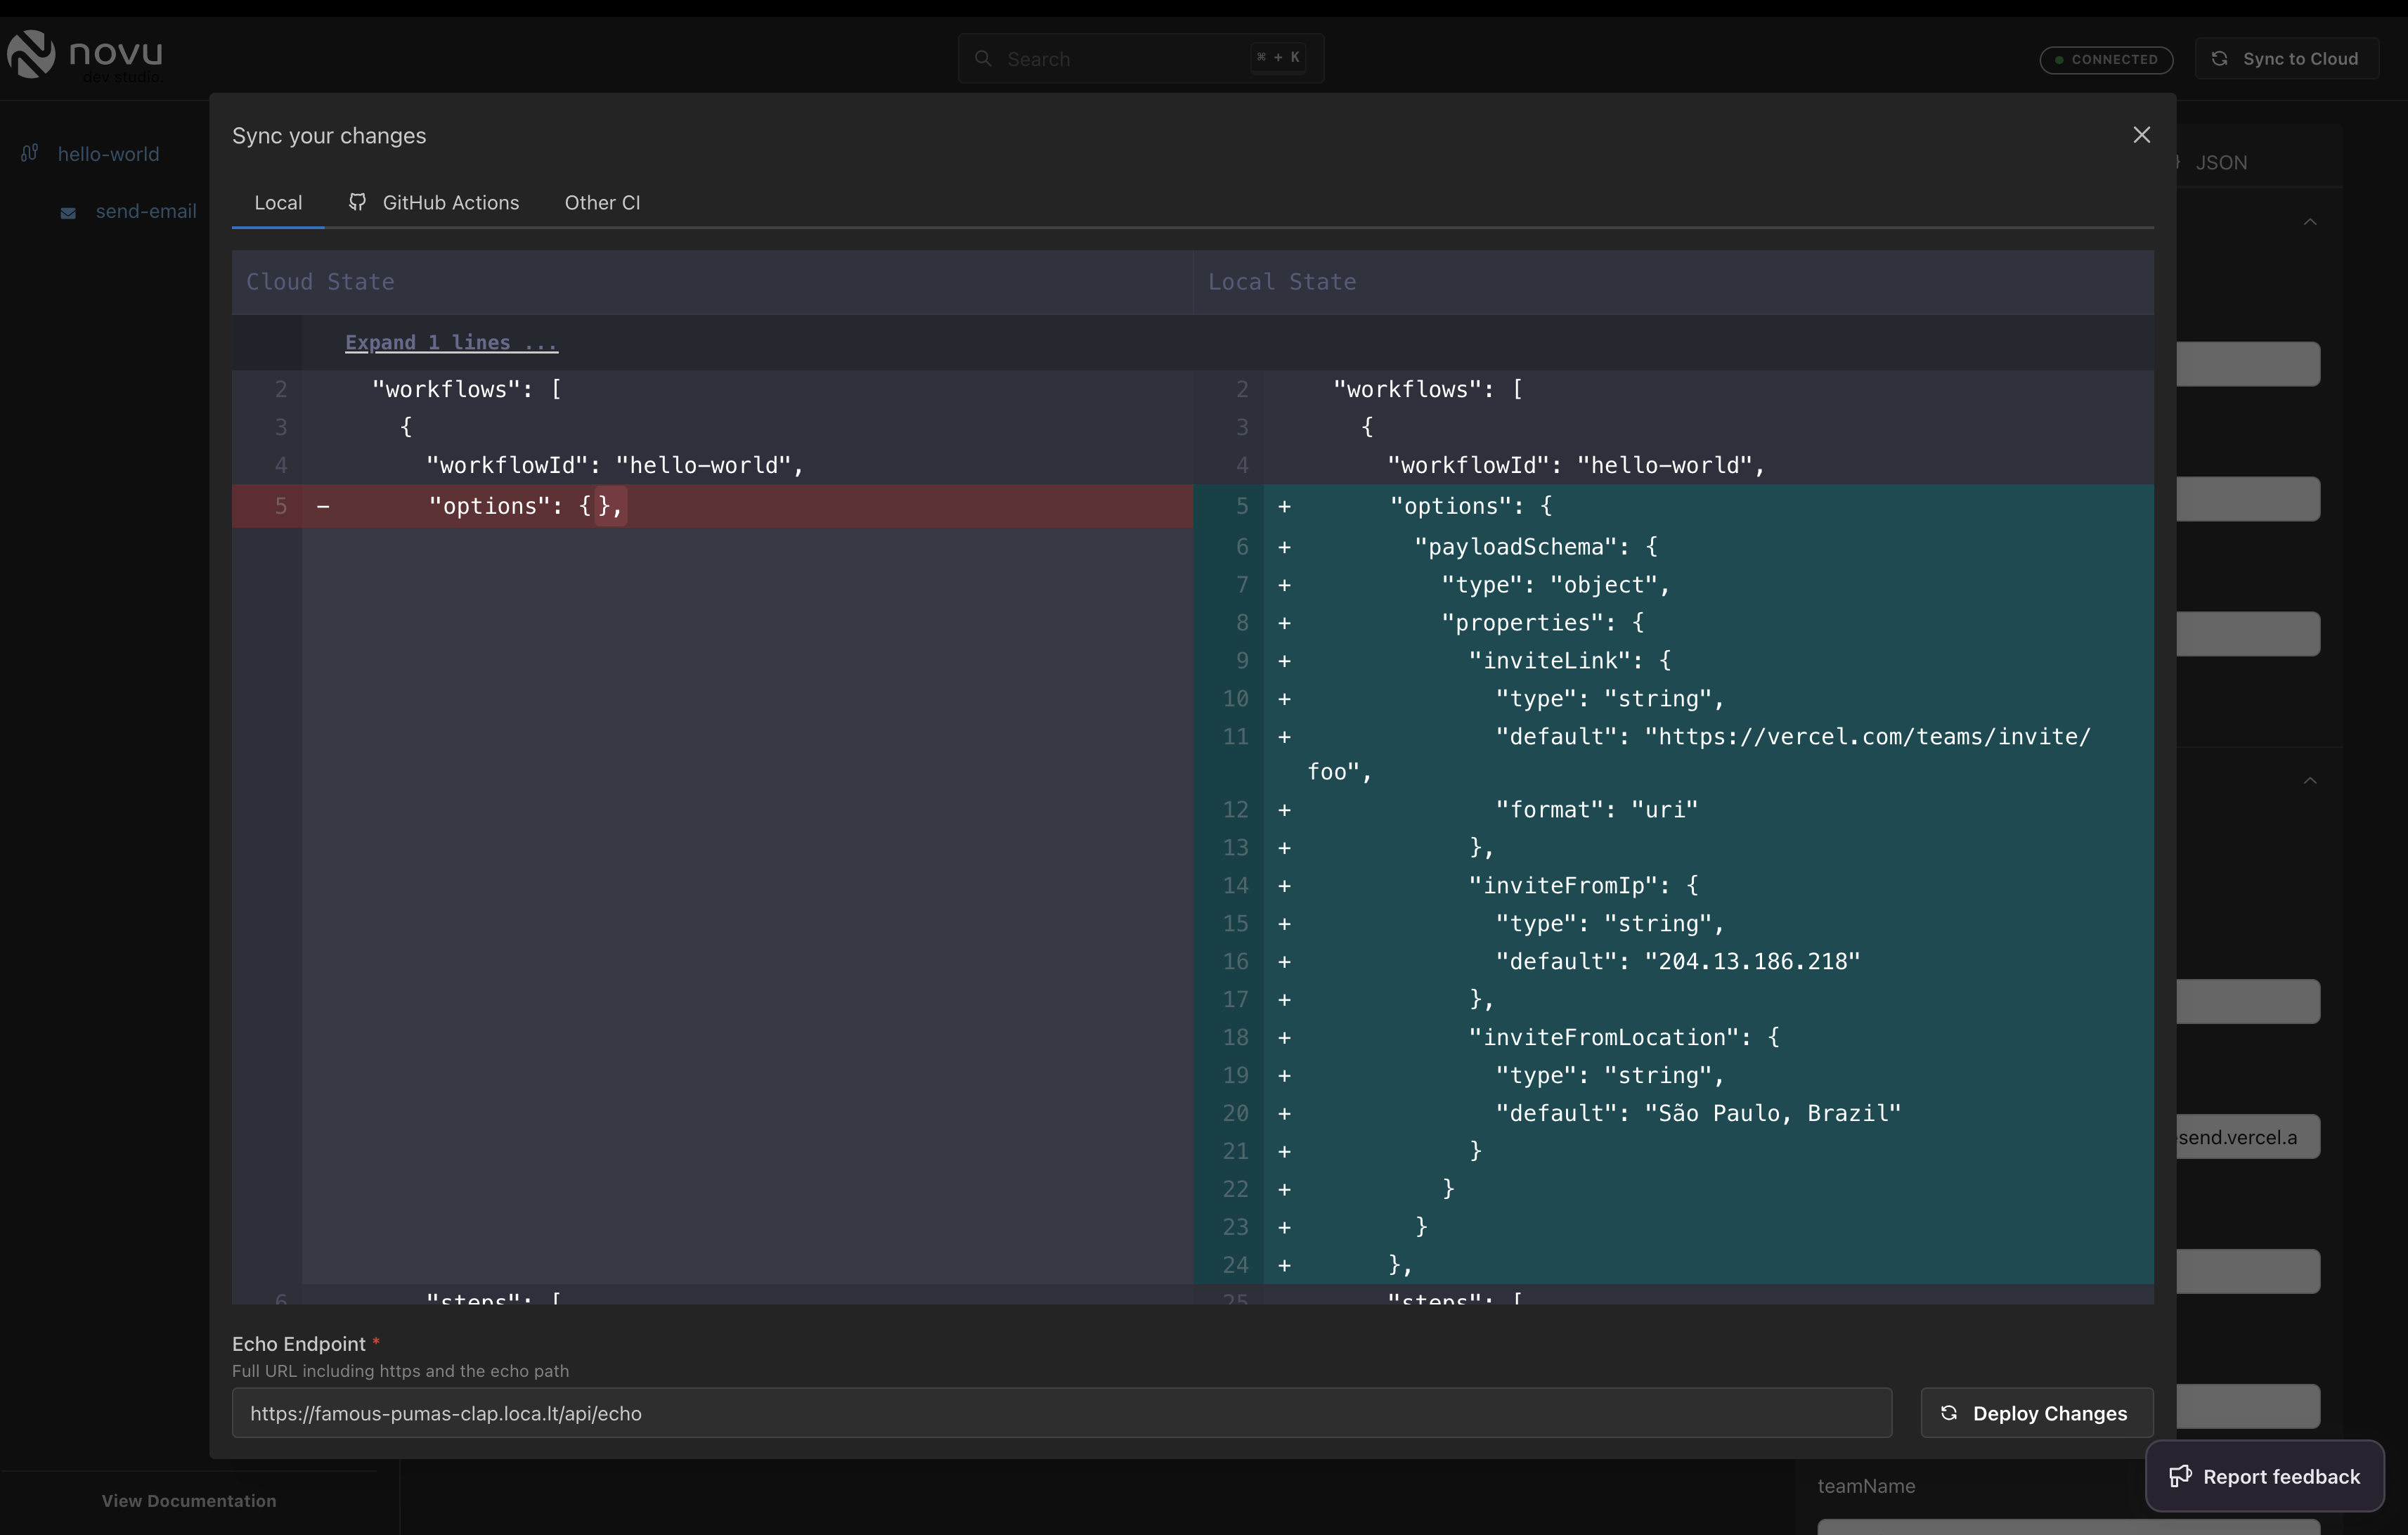 novu
dev studio.
Search
⌘ + K
CONNECTED
Sync to Cloud
hello-world
send-email
JSON
Sync your changes
Local
GitHub Actions
Other CI
Cloud State
Local State
Expand 1 lines ...
2 "workflows": [
3 {
4 "workflowId": "hello-world",
5 - "options": {},
6 "steps": [
2 "workflows": [
3 {
4 "workflowId": "hello-world",
5 + "options": {
6 + "payloadSchema": {
7 + "type": "object",
8 + "properties": {
9 + "inviteLink": {
10 + "type": "string",
11 + "default": "https://vercel.com/teams/invite/
foo",
12 + "format": "uri"
13 + },
14 + "inviteFromIp": {
15 + "type": "string",
16 + "default": "204.13.186.218"
17 + },
18 + "inviteFromLocation": {
19 + "type": "string",
20 + "default": "São Paulo, Brazil"
21 + }
22 + }
23 + }
24 + },
25 "steps": [
send.vercel.a
Echo Endpoint *
Full URL including https and the echo path
https://famous-pumas-clap.loca.lt/api/echo
Deploy Changes
Report feedback
teamName
View Documentation